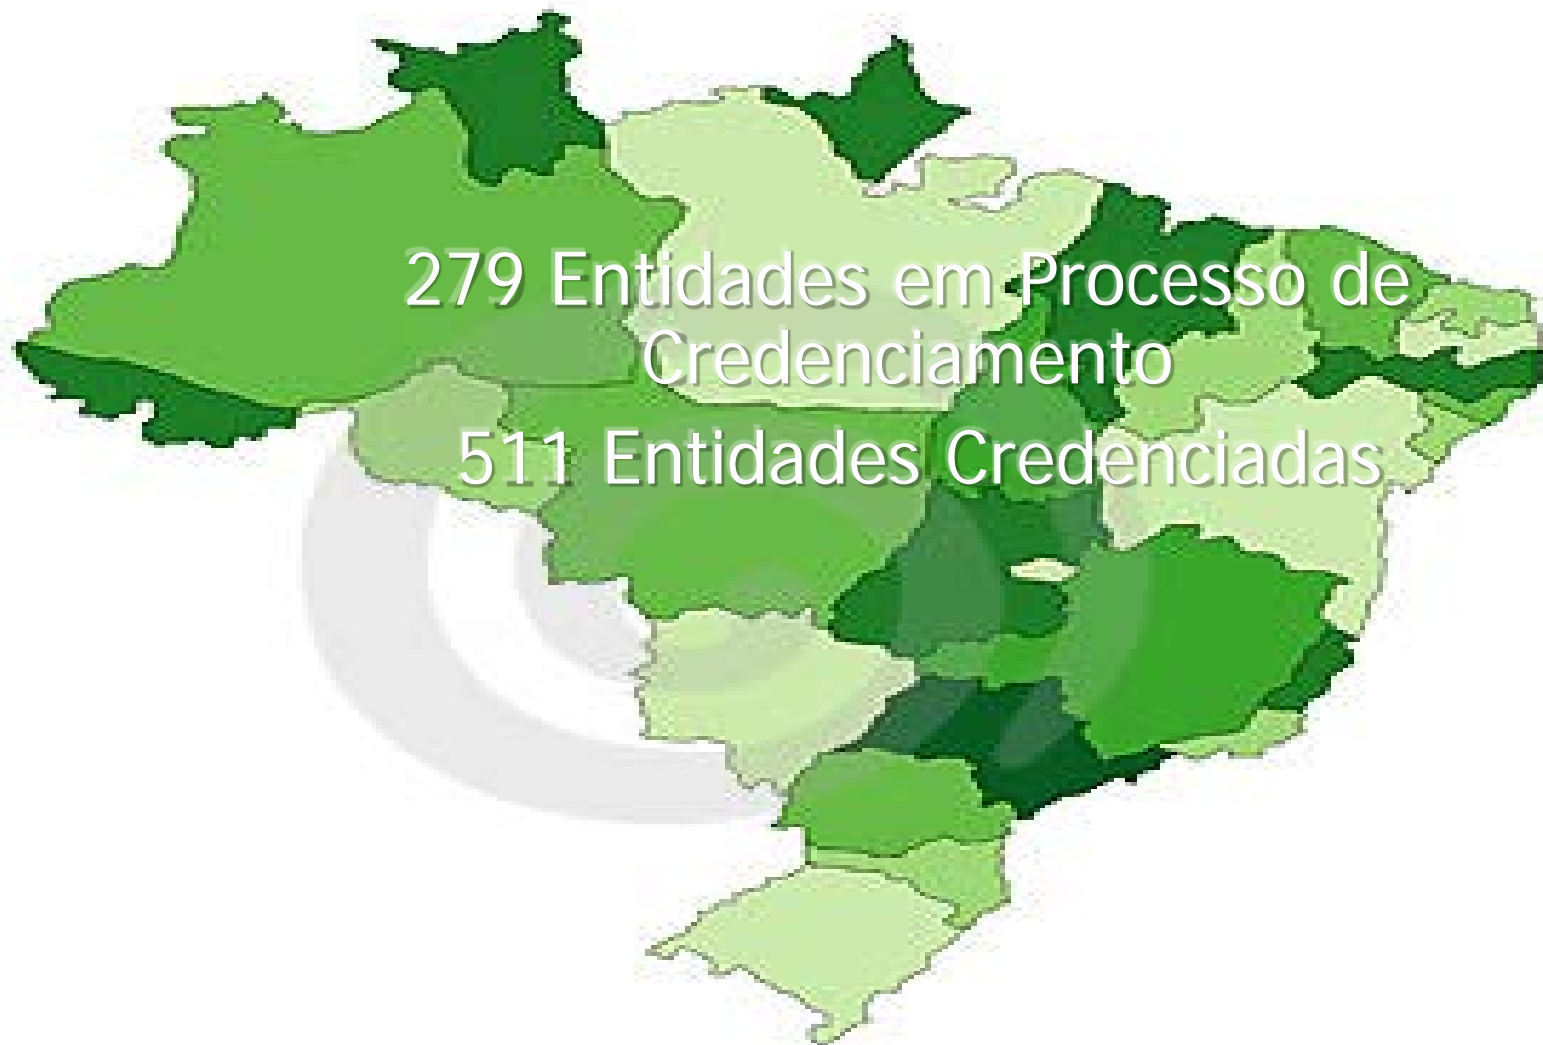 279 Entidades em Processo de
Credenciamento
511 Entidades Credenciadas